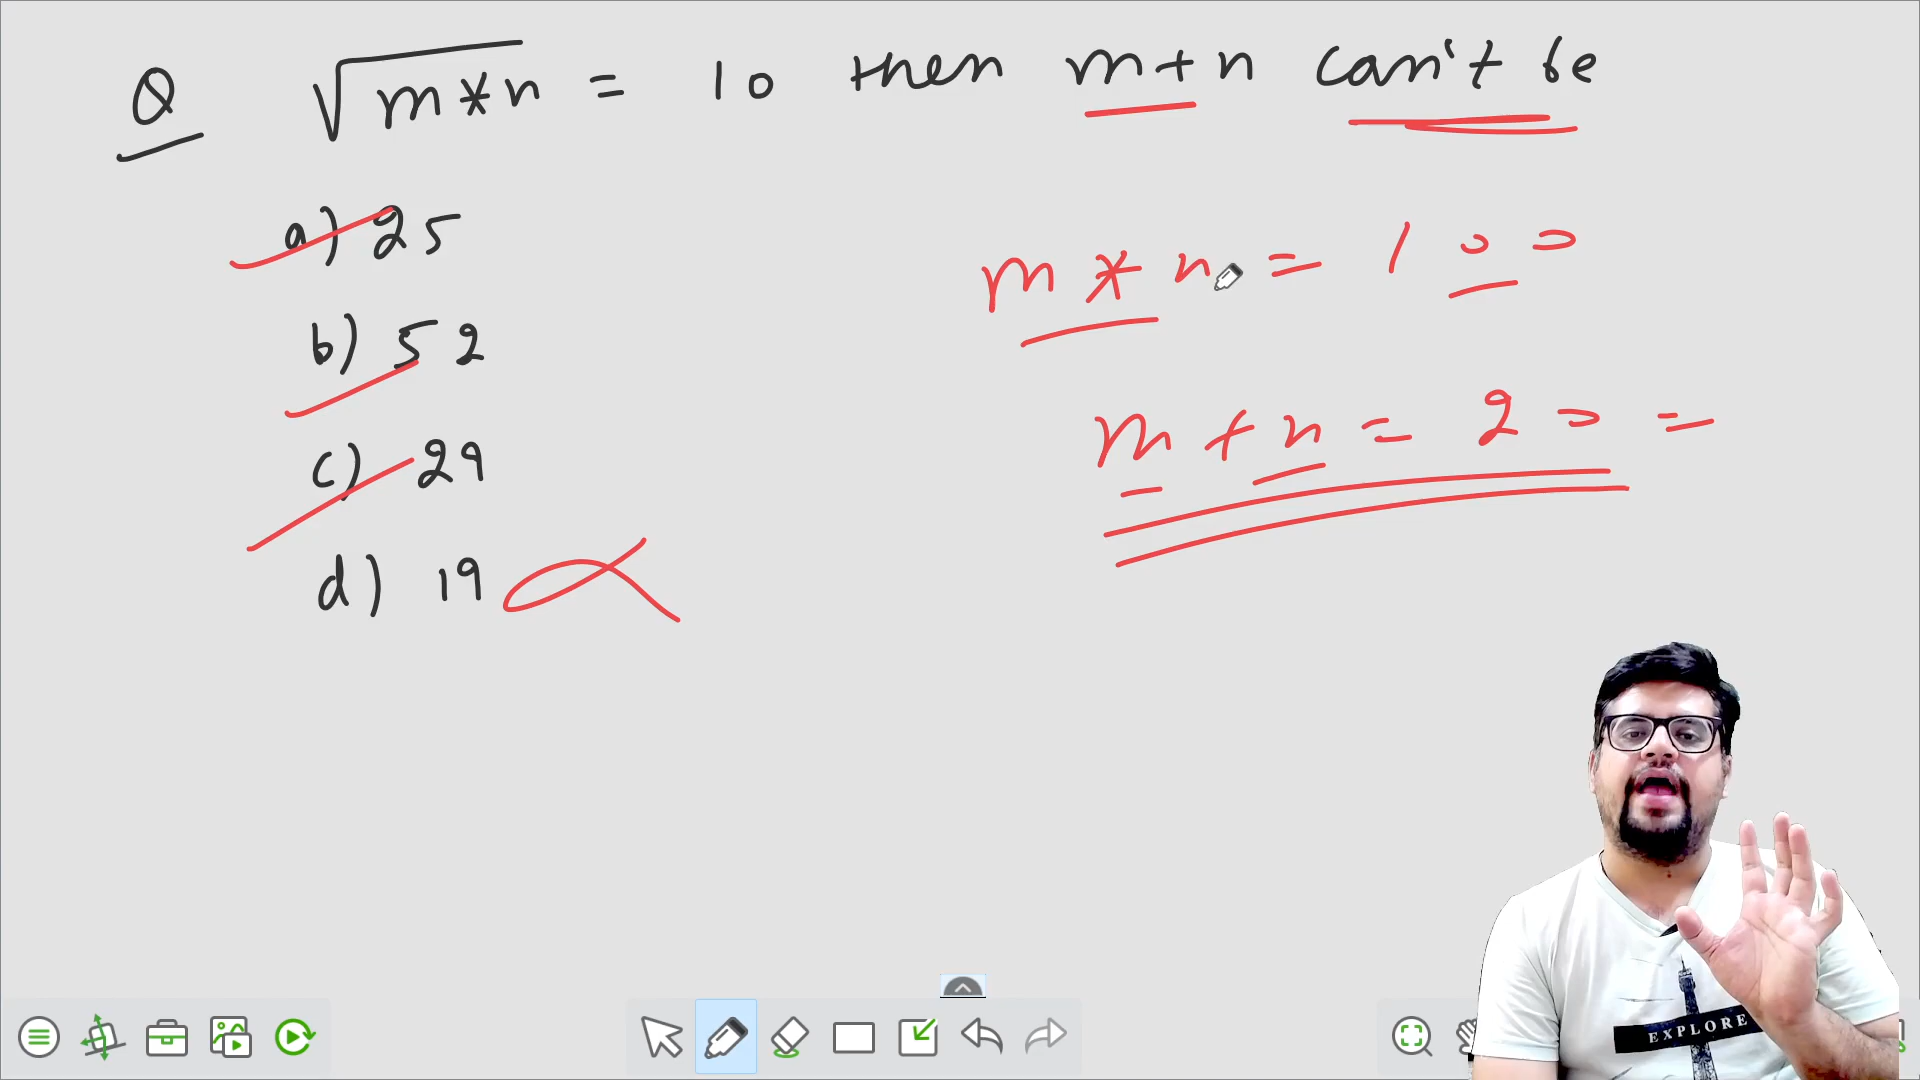 Q √m*n = 10 then m+n can't be
a) 25
b) 52
c) 29
d) 19
m * n = 100
m + n = 20 =
EXPLORE